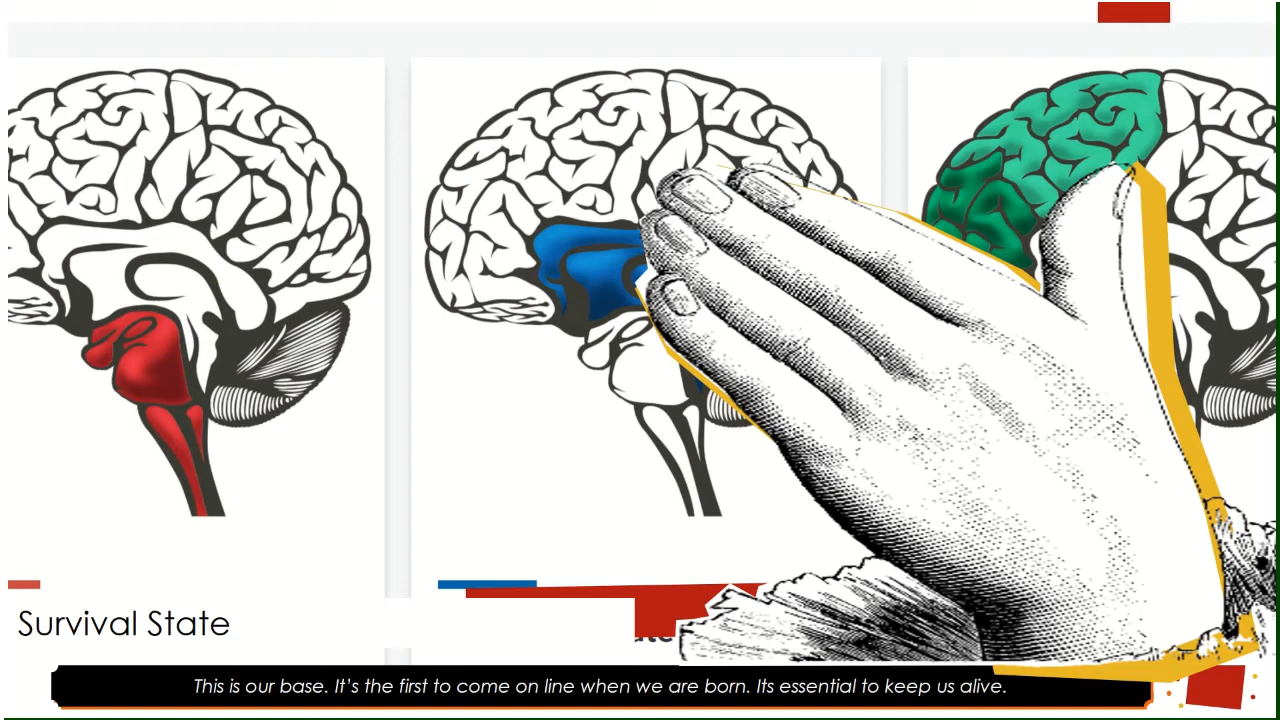 Survival State
This is our base. It's the first to come on line when we are born. Its essential to keep us alive.